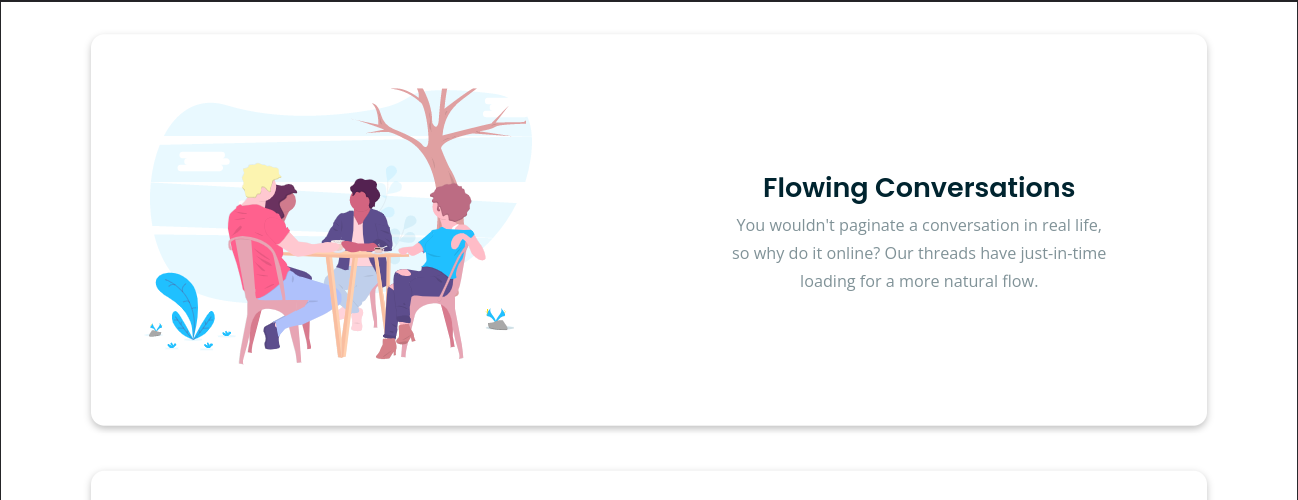 Flowing Conversations
You wouldn't paginate a conversation in real life,
so why do it online? Our threads have just-in-time
loading for a more natural flow.